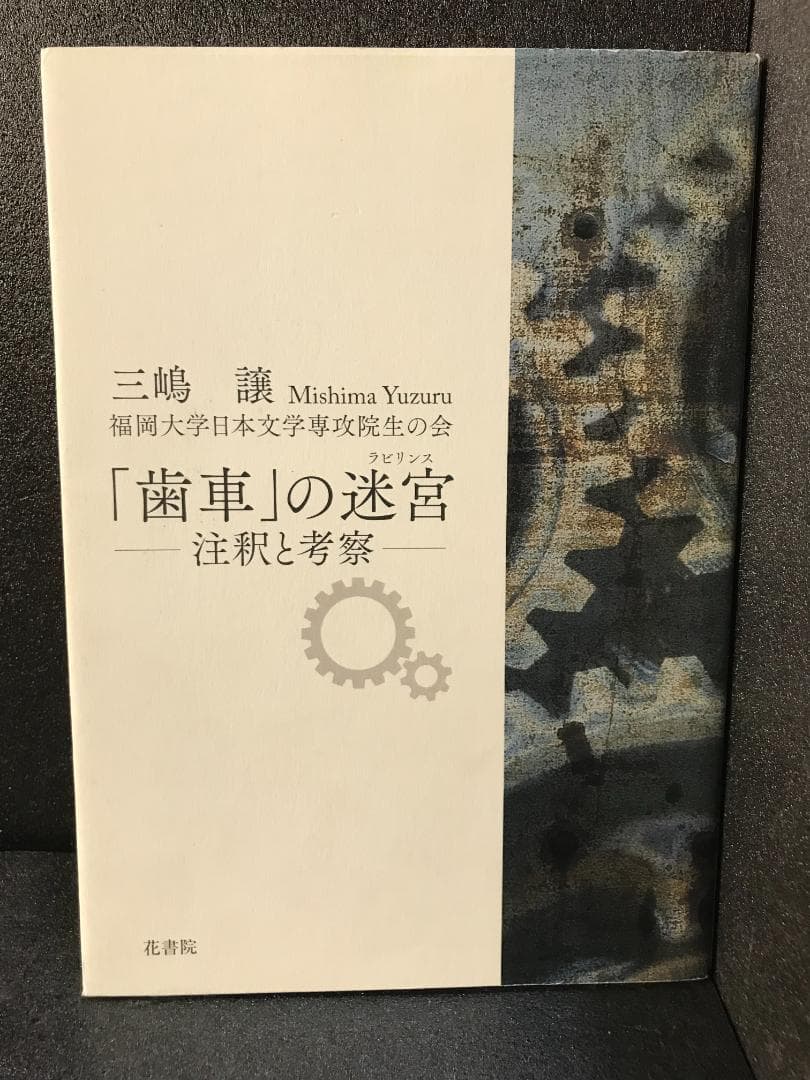 三嶋 譲 Mishima Yuzuru
福岡大学日本文学専攻院生の会
ラビリンス
「歯車」の迷宮
注釈と考察
花書院